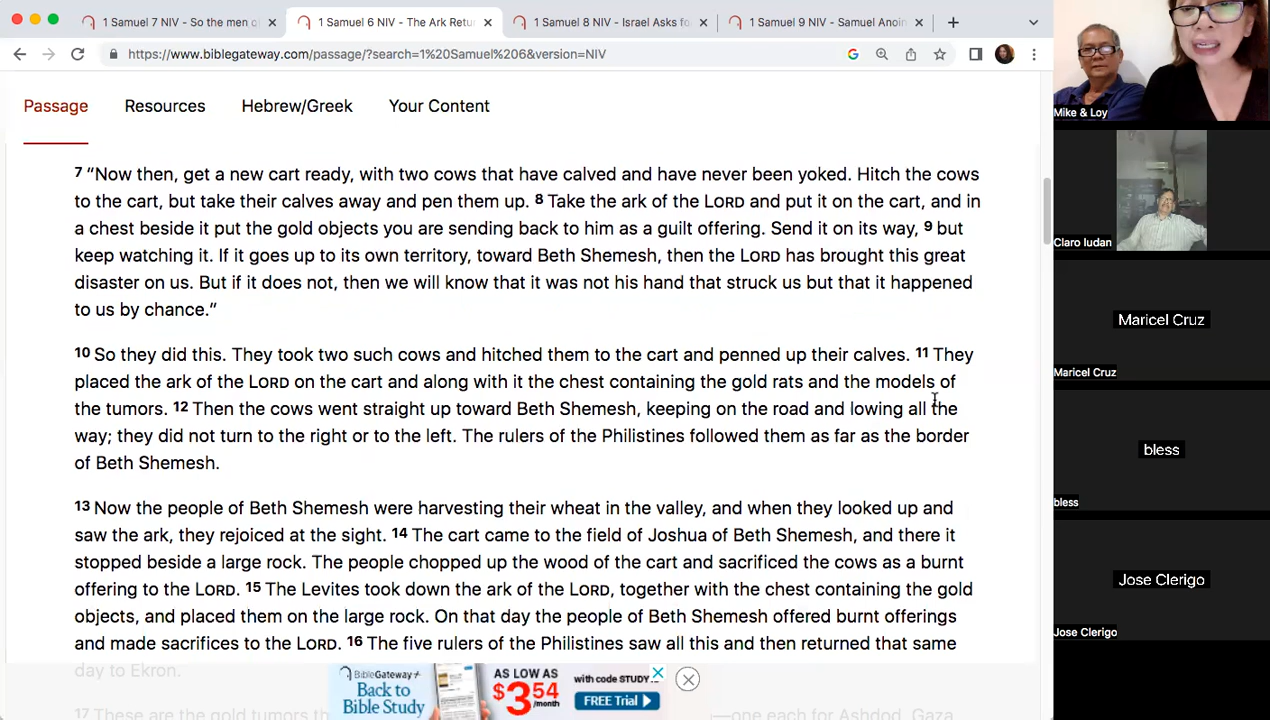 1 Samuel 7 NIV - So the men o
1 Samuel 6 NIV - The Ark Retu
1 Samuel 8 NIV - Israel Asks fo
1 Samuel 9 NIV - Samuel Anoin
https://www.biblegateway.com/passage/?search=1%20Samuel%206&version=NIV
Passage Resources Hebrew/Greek Your Content
7 “Now then, get a new cart ready, with two cows that have calved and have never been yoked. Hitch the cows
to the cart, but take their calves away and pen them up. 8 Take the ark of the LORD and put it on the cart, and in
a chest beside it put the gold objects you are sending back to him as a guilt offering. Send it on its way, 9 but
keep watching it. If it goes up to its own territory, toward Beth Shemesh, then the LORD has brought this great
disaster on us. But if it does not, then we will know that it was not his hand that struck us but that it happened
to us by chance.”
10 So they did this. They took two such cows and hitched them to the cart and penned up their calves. 11 They
placed the ark of the LORD on the cart and along with it the chest containing the gold rats and the models of
the tumors. 12 Then the cows went straight up toward Beth Shemesh, keeping on the road and lowing all the
way; they did not turn to the right or to the left. The rulers of the Philistines followed them as far as the border
of Beth Shemesh.
13 Now the people of Beth Shemesh were harvesting their wheat in the valley, and when they looked up and
saw the ark, they rejoiced at the sight. 14 The cart came to the field of Joshua of Beth Shemesh, and there it
stopped beside a large rock. The people chopped up the wood of the cart and sacrificed the cows as a burnt
offering to the LORD. 15 The Levites took down the ark of the LORD, together with the chest containing the gold
objects, and placed them on the large rock. On that day the people of Beth Shemesh offered burnt offerings
and made sacrifices to the LORD. 16 The five rulers of the Philistines saw all this and then returned that same
day to Ekron.
17 These are the gold tumors th
—one each for Ashdod, Gaza
BibleGateway+
Back to
Bible Study
AS LOW AS
$3.54
/month
with code STUDY
FREE Trial
Mike & Loy
Claro Iudan
Maricel Cruz
Maricel Cruz
bless
bless
Jose Clerigo
Jose Clerigo